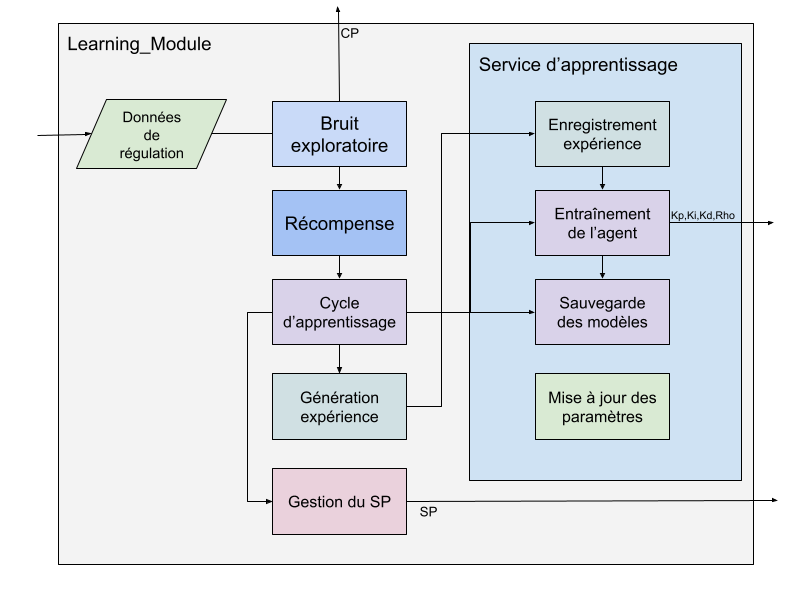 CP
Learning_Module
Service d'apprentissage
Données
de
régulation
Bruit
exploratoire
Enregistrement
expérience
Récompense
Entraînement
de l'agent
Kp,Ki,Kd,Rho
Cycle
d'apprentissage
Sauvegarde
des modèles
Génération
expérience
Mise à jour des
paramètres
Gestion du SP
SP